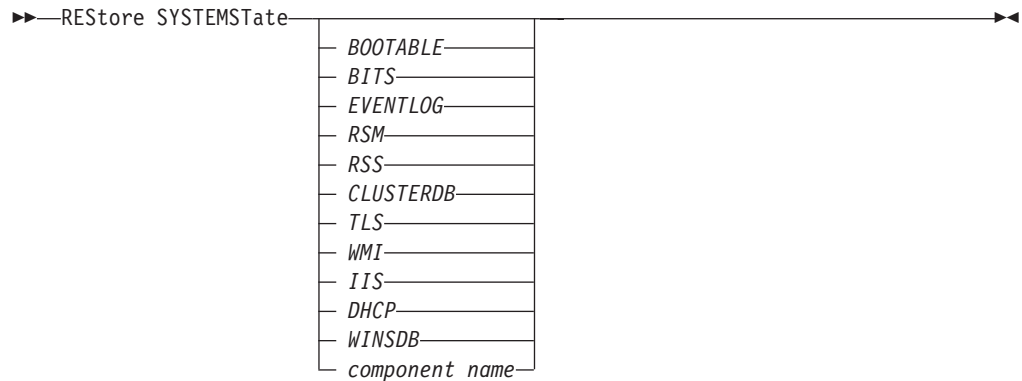 REStore SYSTEMSTate
BOOTABLE
BITS
EVENTLOG
RSM
RSS
CLUSTERDB
TLS
WMI
IIS
DHCP
WINSDB
component name